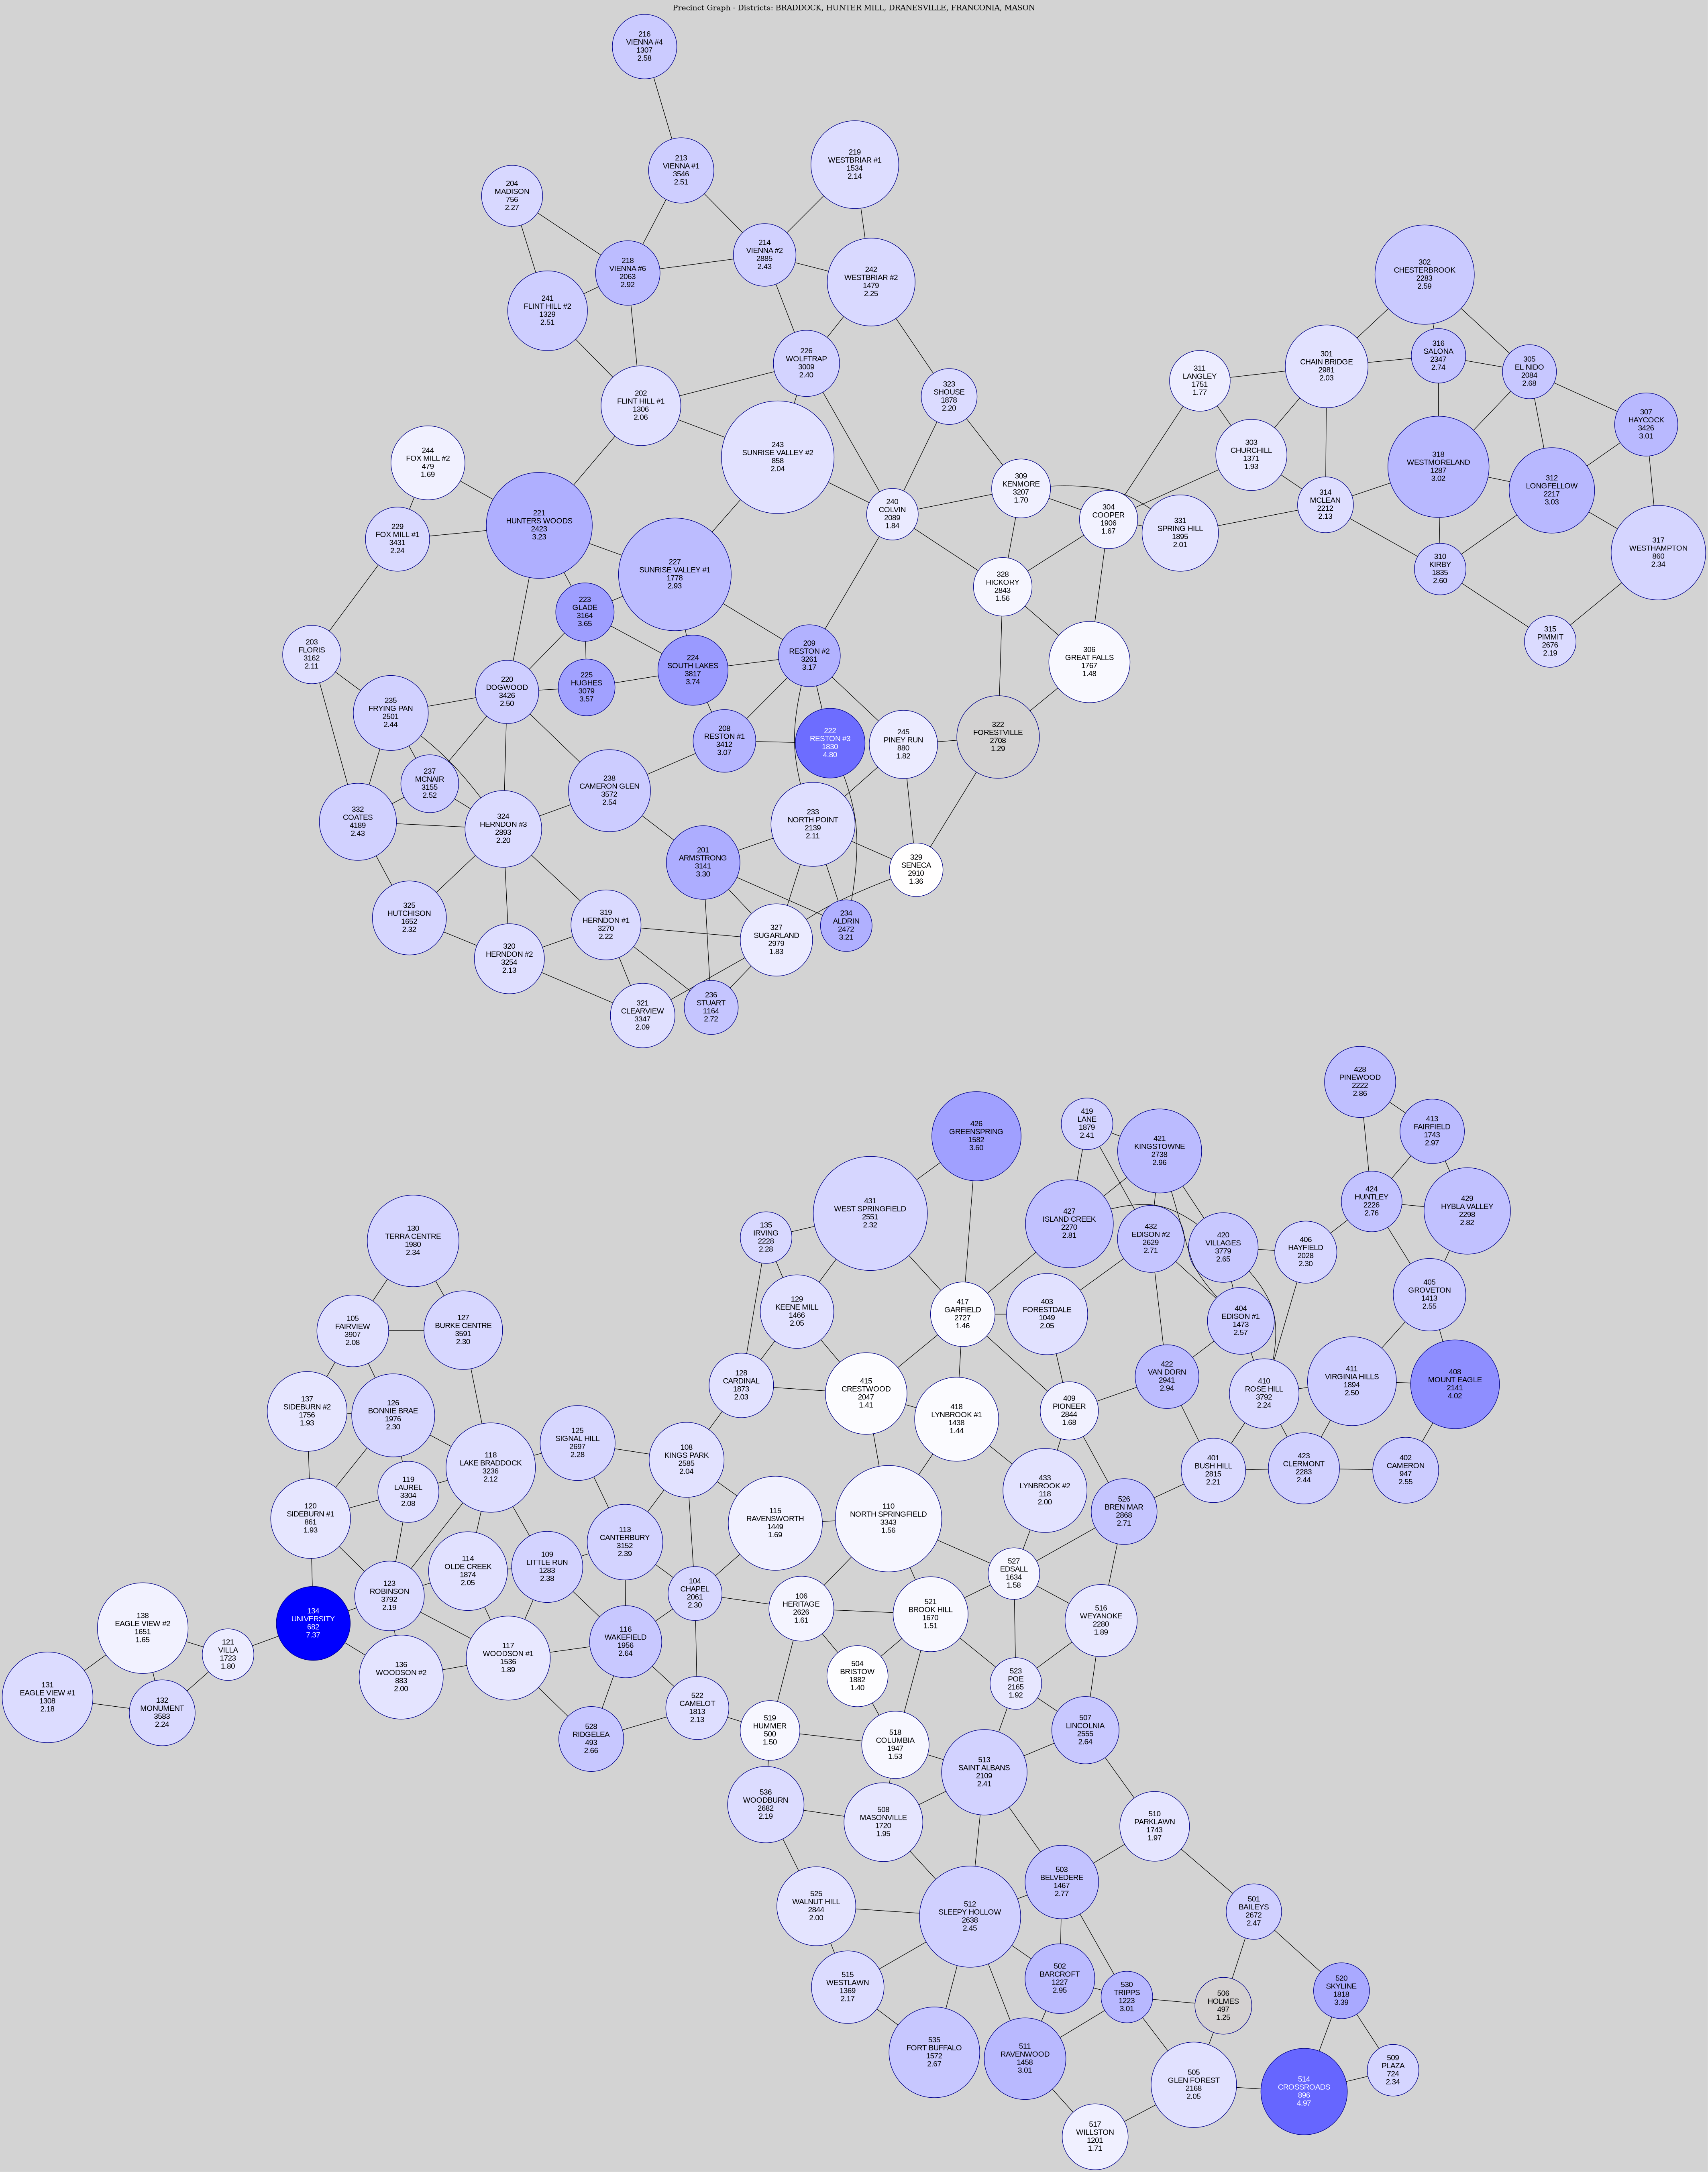 Precinct Graph - Districts: BRADDOCK, HUNTER MILL, DRANESVILLE, FRANCONIA, MASON
216
VIENNA #4
1307
2.58
213
VIENNA #1
3546
2.51
219
WESTBRIAR #1
1534
2.14
204
MADISON
756
2.27
214
VIENNA #2
2885
2.43
218
VIENNA #6
2063
2.92
242
WESTBRIAR #2
1479
2.25
241
FLINT HILL #2
1329
2.51
302
CHESTERBROOK
2283
2.59
226
WOLFTRAP
3009
2.40
316
SALONA
2347
2.74
301
CHAIN BRIDGE
2981
2.03
305
EL NIDO
2084
2.68
311
LANGLEY
1751
1.77
323
SHOUSE
1878
2.20
202
FLINT HILL #1
1306
2.06
307
HAYCOCK
3426
3.01
243
SUNRISE VALLEY #2
858
2.04
303
CHURCHILL
1371
1.93
244
FOX MILL #2
479
1.69
318
WESTMORELAND
1287
3.02
312
LONGFELLOW
2217
3.03
309
KENMORE
3207
1.70
240
COLVIN
2089
1.84
304
COOPER
1906
1.67
314
MCLEAN
2212
2.13
221
HUNTERS WOODS
2423
3.23
331
SPRING HILL
1895
2.01
229
FOX MILL #1
3431
2.24
317
WESTHAMPTON
860
2.34
310
KIRBY
1835
2.60
227
SUNRISE VALLEY #1
1778
2.93
328
HICKORY
2843
1.56
223
GLADE
3164
3.65
315
PIMMIT
2676
2.19
203
FLORIS
3162
2.11
209
RESTON #2
3261
3.17
306
GREAT FALLS
1767
1.48
224
SOUTH LAKES
3817
3.74
225
HUGHES
3079
3.57
220
DOGWOOD
3426
2.50
235
FRYING PAN
2501
2.44
208
RESTON #1
3412
3.07
222
RESTON #3
1830
4.80
245
PINEY RUN
880
1.82
322
FORESTVILLE
2708
1.29
237
MCNAIR
3155
2.52
238
CAMERON GLEN
3572
2.54
332
COATES
4189
2.43
324
HERNDON #3
2893
2.20
233
NORTH POINT
2139
2.11
201
ARMSTRONG
3141
3.30
329
SENECA
2910
1.36
325
HUTCHISON
1652
2.32
319
HERNDON #1
3270
2.22
234
ALDRIN
2472
3.21
327
SUGARLAND
2979
1.83
320
HERNDON #2
3254
2.13
236
STUART
1164
2.72
321
CLEARVIEW
3347
2.09
428
PINEWOOD
2222
2.86
419
LANE
1879
2.41
413
FAIRFIELD
1743
2.97
426
GREENSPRING
1582
3.60
421
KINGSTOWNE
2738
2.96
424
HUNTLEY
2226
2.76
429
HYBLA VALLEY
2298
2.82
431
WEST SPRINGFIELD
2551
2.32
427
ISLAND CREEK
2270
2.81
432
EDISON #2
2629
2.71
420
VILLAGES
3779
2.65
406
HAYFIELD
2028
2.30
135
IRVING
2228
2.28
130
TERRA CENTRE
1980
2.34
405
GROVETON
1413
2.55
129
KEENE MILL
1466
2.05
417
GARFIELD
2727
1.46
403
FORESTDALE
1049
2.05
404
EDISON #1
1473
2.57
105
FAIRVIEW
3907
2.08
127
BURKE CENTRE
3591
2.30
422
VAN DORN
2941
2.94
411
VIRGINIA HILLS
1894
2.50
408
MOUNT EAGLE
2141
4.02
128
CARDINAL
1873
2.03
415
CRESTWOOD
2047
1.41
410
ROSE HILL
3792
2.24
137
SIDEBURN #2
1756
1.93
126
BONNIE BRAE
1976
2.30
418
LYNBROOK #1
1438
1.44
409
PIONEER
2844
1.68
125
SIGNAL HILL
2697
2.28
108
KINGS PARK
2585
2.04
118
LAKE BRADDOCK
3236
2.12
401
BUSH HILL
2815
2.21
423
CLERMONT
2283
2.44
402
CAMERON
947
2.55
119
LAUREL
3304
2.08
433
LYNBROOK #2
118
2.00
120
SIDEBURN #1
861
1.93
115
RAVENSWORTH
1449
1.69
110
NORTH SPRINGFIELD
3343
1.56
526
BREN MAR
2868
2.71
113
CANTERBURY
3152
2.39
109
LITTLE RUN
1283
2.38
114
OLDE CREEK
1874
2.05
527
EDSALL
1634
1.58
123
ROBINSON
3792
2.19
104
CHAPEL
2061
2.30
106
HERITAGE
2626
1.61
521
BROOK HILL
1670
1.51
134
UNIVERSITY
682
7.37
138
EAGLE VIEW #2
1651
1.65
516
WEYANOKE
2280
1.89
116
WAKEFIELD
1956
2.64
121
VILLA
1723
1.80
117
WOODSON #1
1536
1.89
136
WOODSON #2
883
2.00
504
BRISTOW
1882
1.40
523
POE
2165
1.92
131
EAGLE VIEW #1
1308
2.18
132
MONUMENT
3583
2.24
522
CAMELOT
1813
2.13
519
HUMMER
500
1.50
507
LINCOLNIA
2555
2.64
528
RIDGELEA
493
2.66
518
COLUMBIA
1947
1.53
513
SAINT ALBANS
2109
2.41
536
WOODBURN
2682
2.19
508
MASONVILLE
1720
1.95
510
PARKLAWN
1743
1.97
503
BELVEDERE
1467
2.77
525
WALNUT HILL
2844
2.00
512
SLEEPY HOLLOW
2638
2.45
501
BAILEYS
2672
2.47
515
WESTLAWN
1369
2.17
502
BARCROFT
1227
2.95
530
TRIPPS
1223
3.01
520
SKYLINE
1818
3.39
506
HOLMES
497
1.25
535
FORT BUFFALO
1572
2.67
511
RAVENWOOD
1458
3.01
509
PLAZA
724
2.34
505
GLEN FOREST
2168
2.05
514
CROSSROADS
896
4.97
517
WILLSTON
1201
1.71